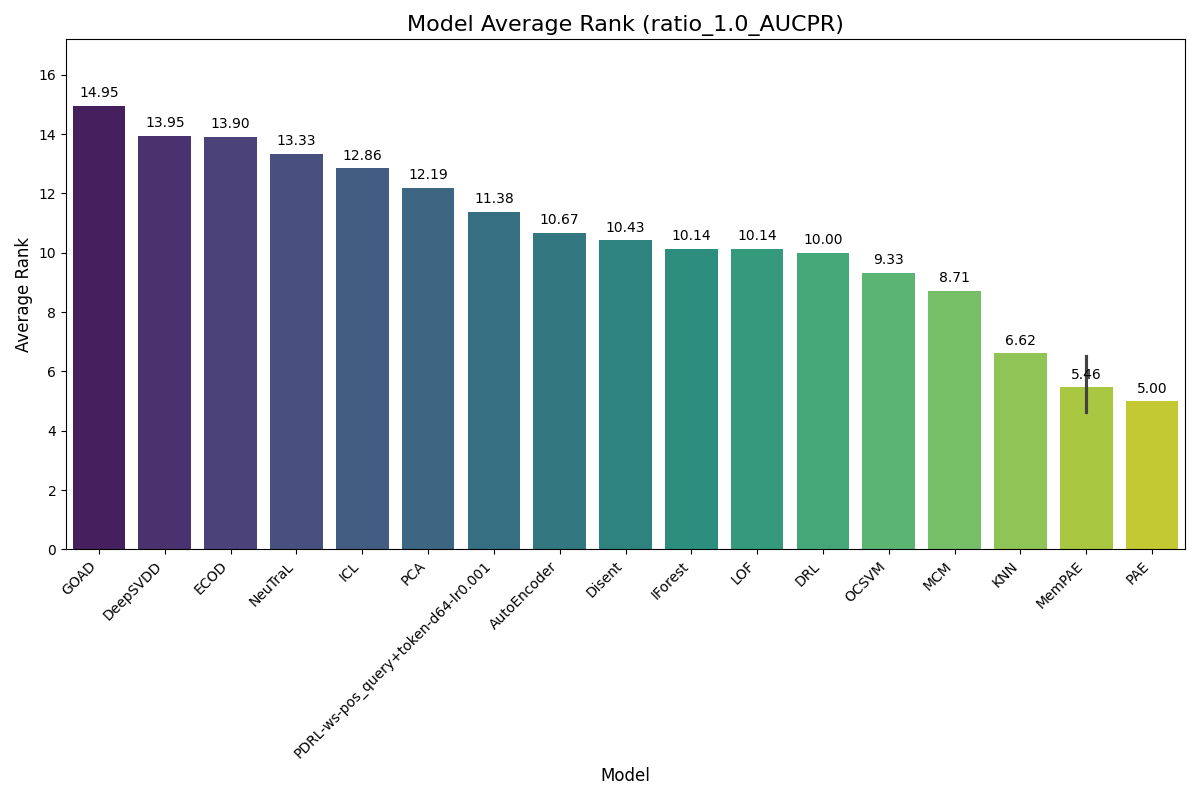 Model Average Rank (ratio_1.0_AUCPR)
Average Rank
16
14
12
10
8
6
4
2
0
14.95
13.95
13.90
13.33
12.86
12.19
11.38
10.67
10.43
10.14
10.14
10.00
9.33
8.71
6.62
5.46
5.00
GOAD
DeepSVDD
ECOD
NeuTraL
ICL
PCA
PDRL-ws-pos_query+token-d64-lr0.001
AutoEncoder
Disent
IForest
LOF
DRL
OCSVM
MCM
KNN
MemPAE
PAE
Model